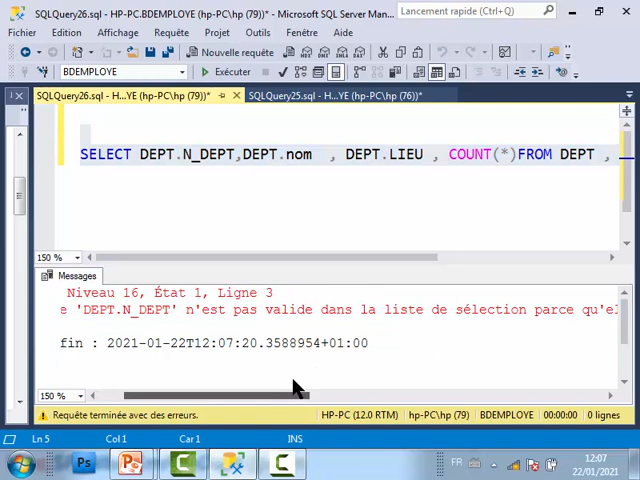 SQLQuery26.sql - HP-PC.BDEMPLOYE (hp-PC\hp (79))* - Microsoft SQL Server Man...
Lancement rapide (Ctrl+Q)
Fichier Edition Affichage Requête Projet Outils Fenêtre Aide
Nouvelle requête
BDEMPLOYE Exécuter
SQLQuery26.sql - H...YE (hp-PC\hp (79))* SQLQuery25.sql - H...YE (hp-PC\hp (76))*
SELECT DEPT.N_DEPT,DEPT.nom , DEPT.LIEU , COUNT(*)FROM DEPT ,
150 %
Messages
Niveau 16, État 1, Ligne 3
e 'DEPT.N_DEPT' n'est pas valide dans la liste de sélection parce qu'el
fin : 2021-01-22T12:07:20.3588954+01:00
150 %
Requête terminée avec des erreurs. HP-PC (12.0 RTM) hp-PC\hp (79) BDEMPLOYE 00:00:00 0 lignes
Ln 5 Col 1 Car 1 INS
Ps FR 12:07
22/01/2021